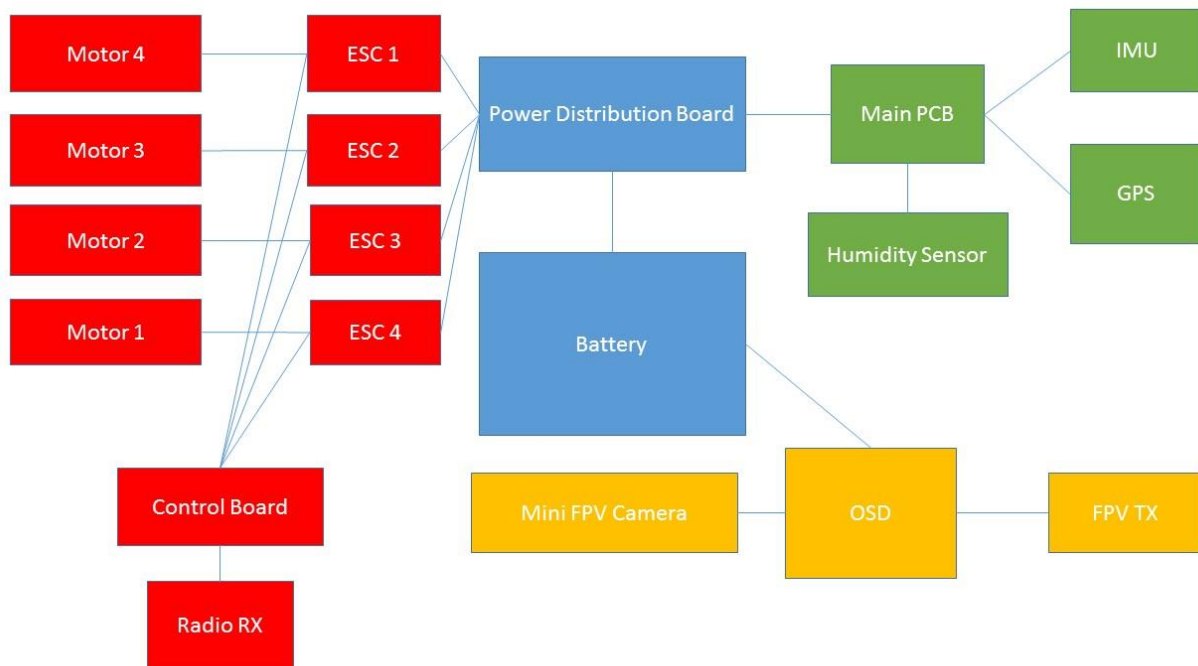 Motor 4
ESC 1
Power Distribution Board
Main PCB
IMU
Motor 3
ESC 2
GPS
Motor 2
ESC 3
Humidity Sensor
Motor 1
ESC 4
Battery
Control Board
Mini FPV Camera
OSD
FPV TX
Radio RX